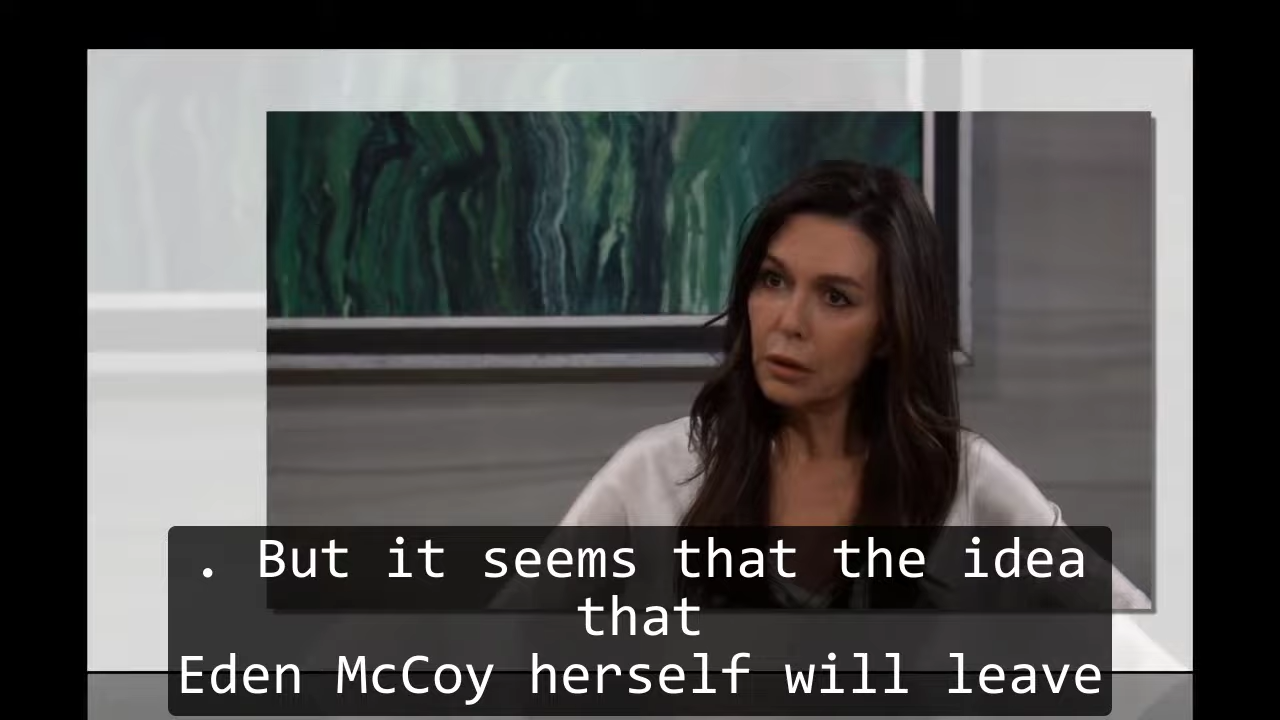 . But it seems that the idea
that
Eden McCoy herself will leave